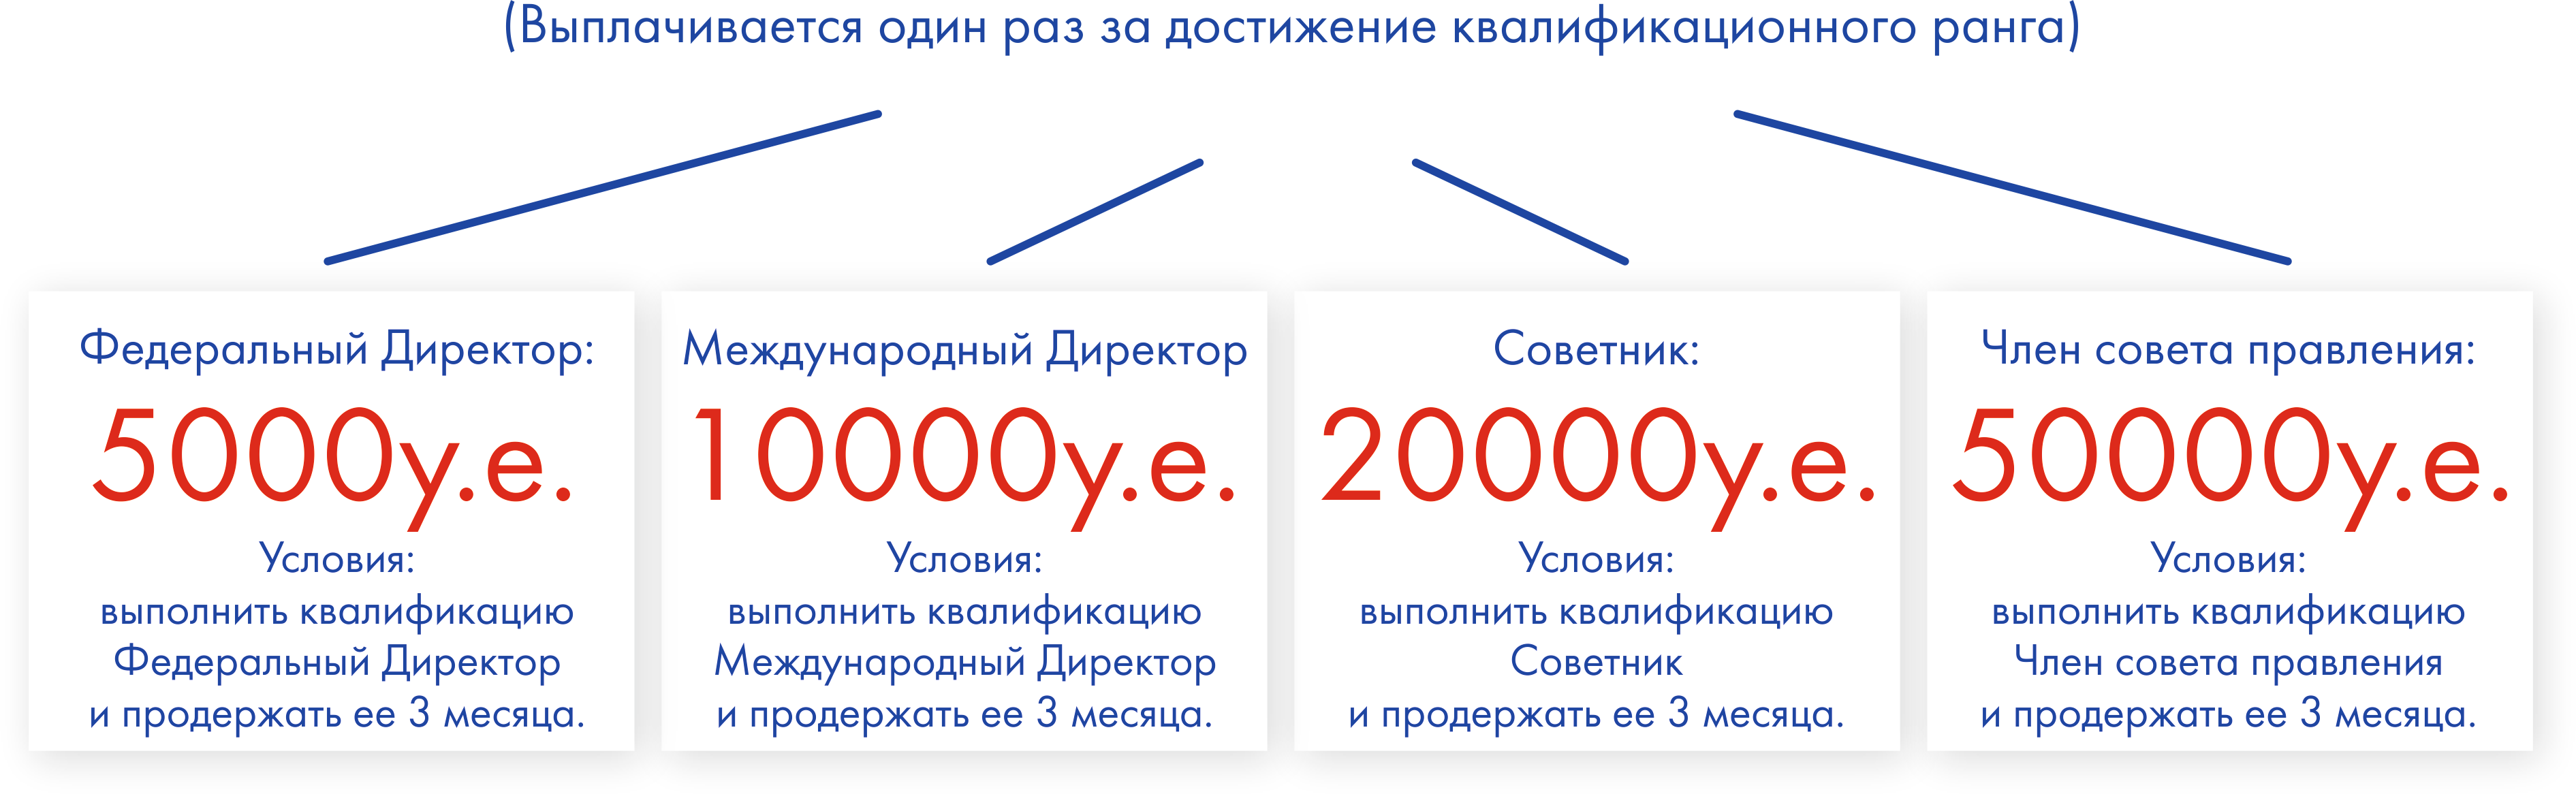 (Выплачивается один раз за достижение квалификационного ранга)
Федеральный Директор:
5000у.е.
Условия:
выполнить квалификацию
Федеральный Директор
и продержать ее 3 месяца.
Международный Директор
10000у.е.
Условия:
выполнить квалификацию
Международный Директор
и продержать ее 3 месяца.
Советник:
20000у.е.
Условия:
выполнить квалификацию
Советник
и продержать ее 3 месяца.
Член совета правления:
50000у.е.
Условия:
выполнить квалификацию
Член совета правления
и продержать ее 3 месяца.